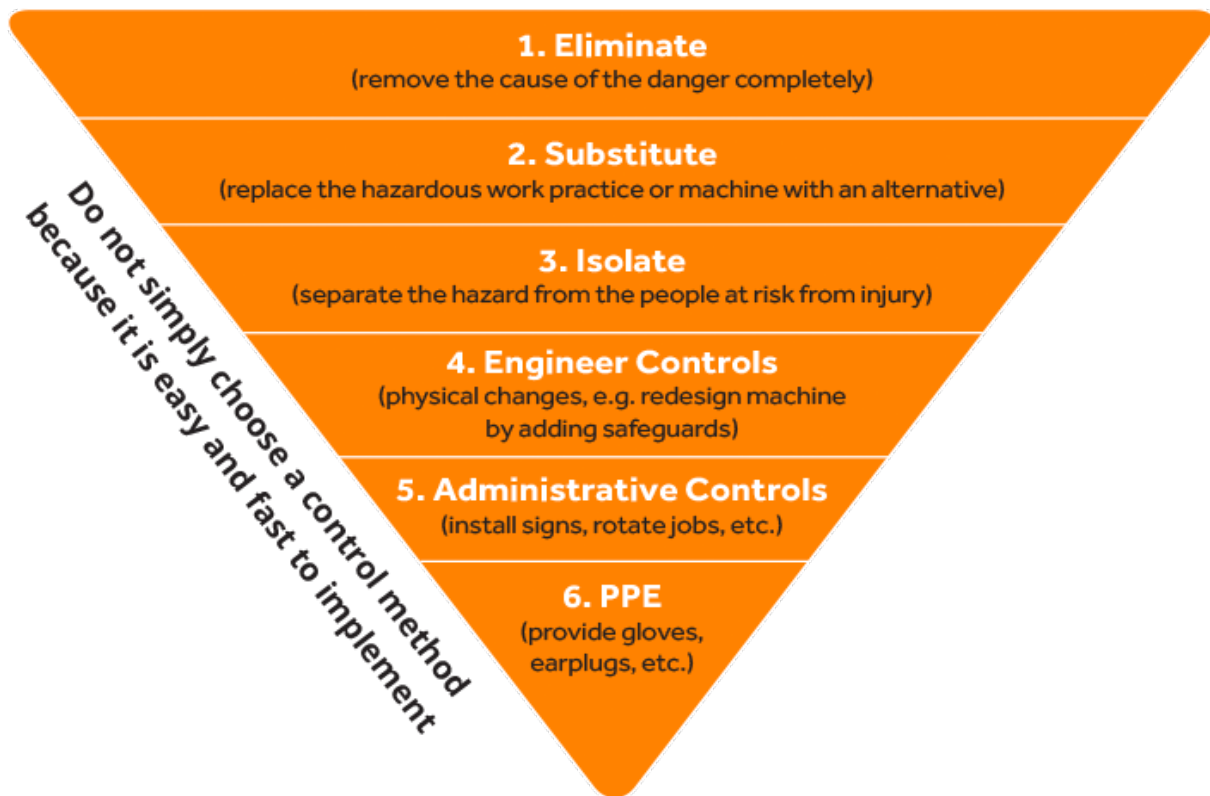 1. Eliminate
(remove the cause of the danger completely)
2. Substitute
(replace the hazardous work practice or machine with an alternative)
3. Isolate
(separate the hazard from the people at risk from injury)
4. Engineer Controls
(physical changes, e.g. redesign machine
by adding safeguards)
5. Administrative Controls
(install signs, rotate jobs, etc.)
6. PPE
(provide gloves,
earplugs, etc.)
Do not simply choose a control method
because it is easy and fast to implement